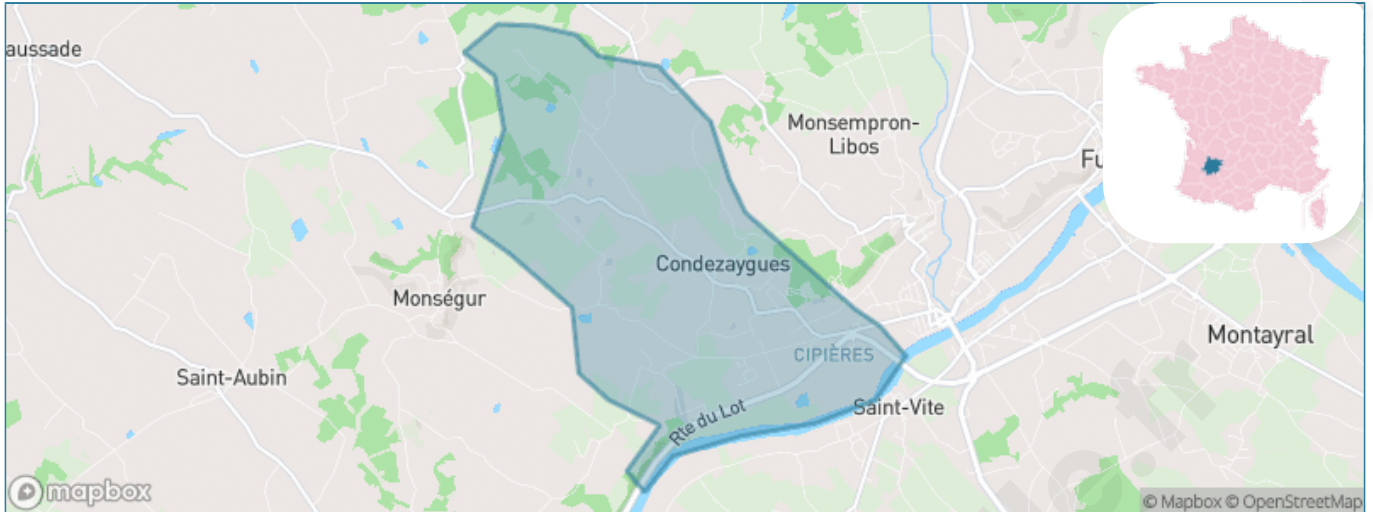 aussade
Monsempron-
Libos
Fu
Condezaygues
Monségur
Montayral
CIPIÈRES
Saint-Aubin
Saint-Vite
Rte du Lot
mapbox
© Mapbox © OpenStreetMap